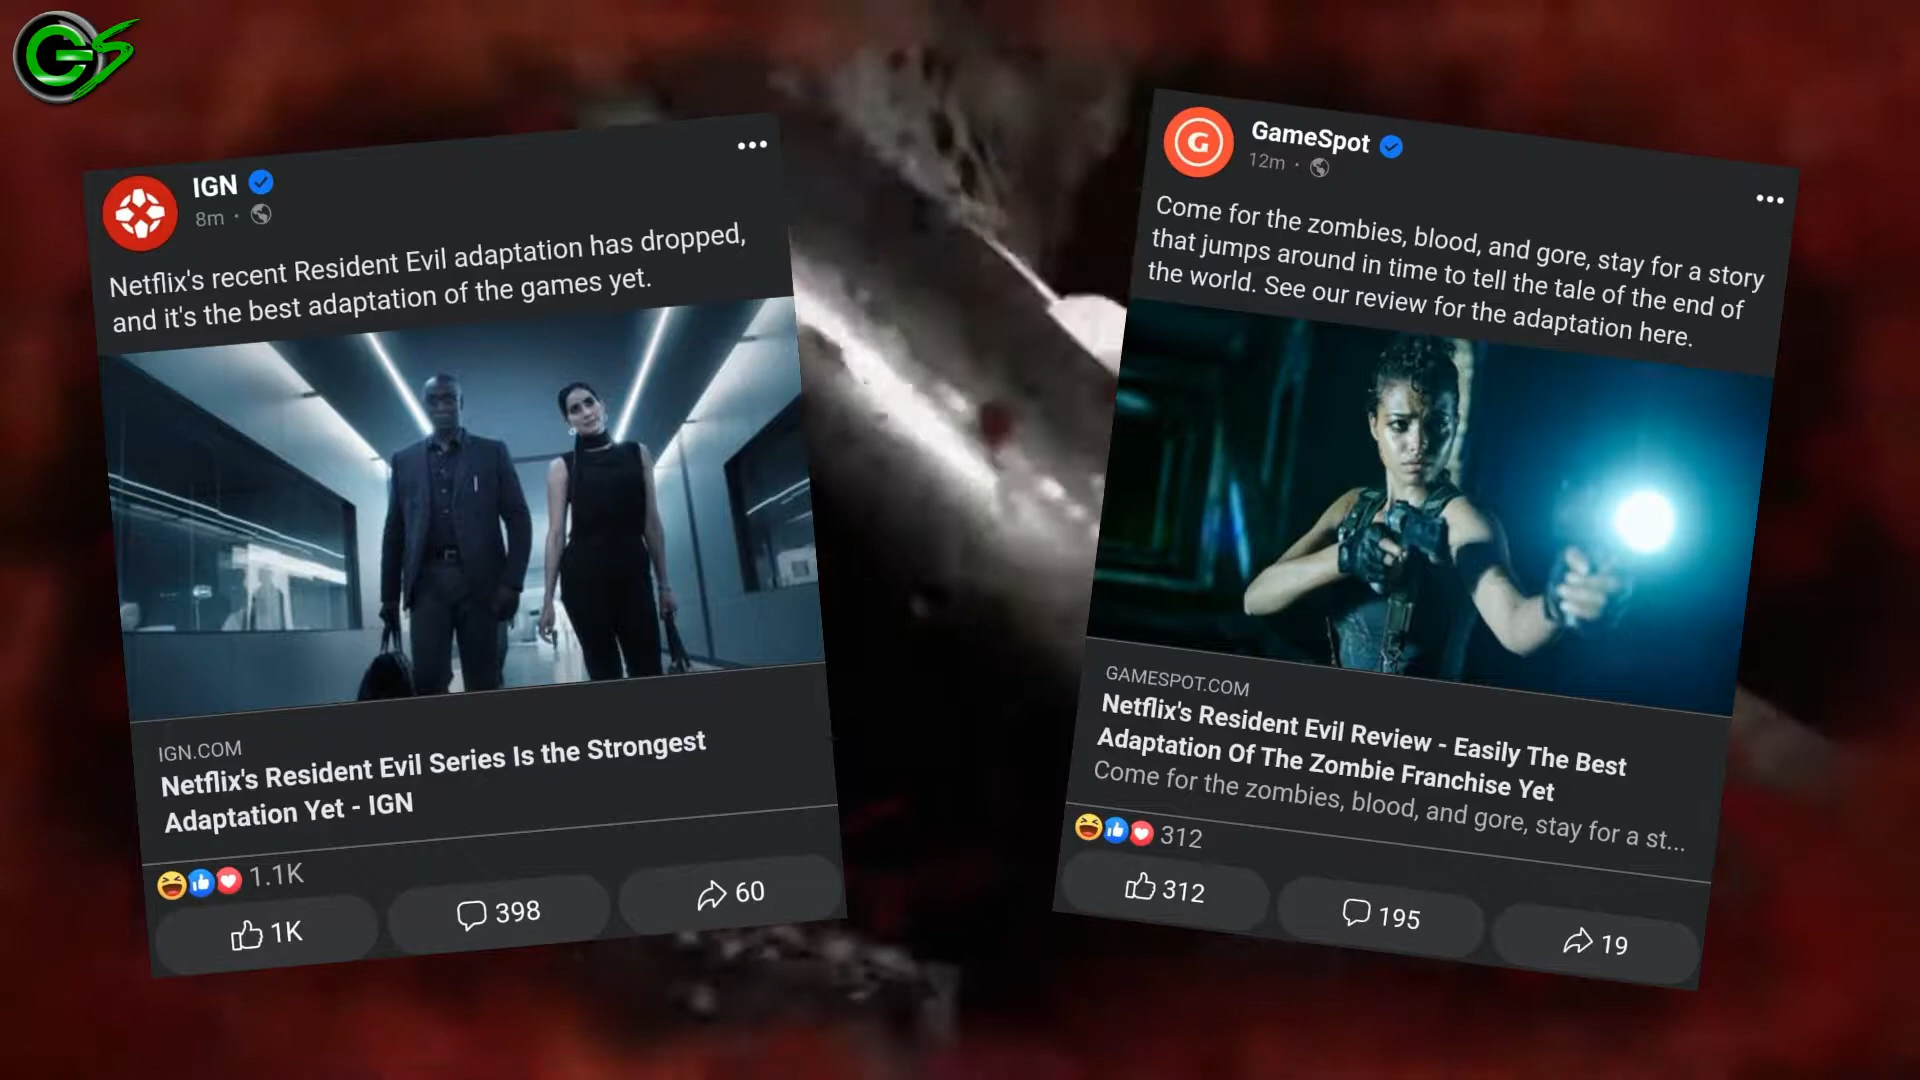 GS
IGN
8m ·
Netflix's recent Resident Evil adaptation has dropped,
and it's the best adaptation of the games yet.
IGN.COM
Netflix's Resident Evil Series Is the Strongest
Adaptation Yet - IGN
1.1K
1K
398
60
G
GameSpot
12m ·
Come for the zombies, blood, and gore, stay for a story
that jumps around in time to tell the tale of the end of
the world. See our review for the adaptation here.
GAMESPOT.COM
Netflix's Resident Evil Review - Easily The Best
Adaptation Of The Zombie Franchise Yet
Come for the zombies, blood, and gore, stay for a st...
312
312
195
19